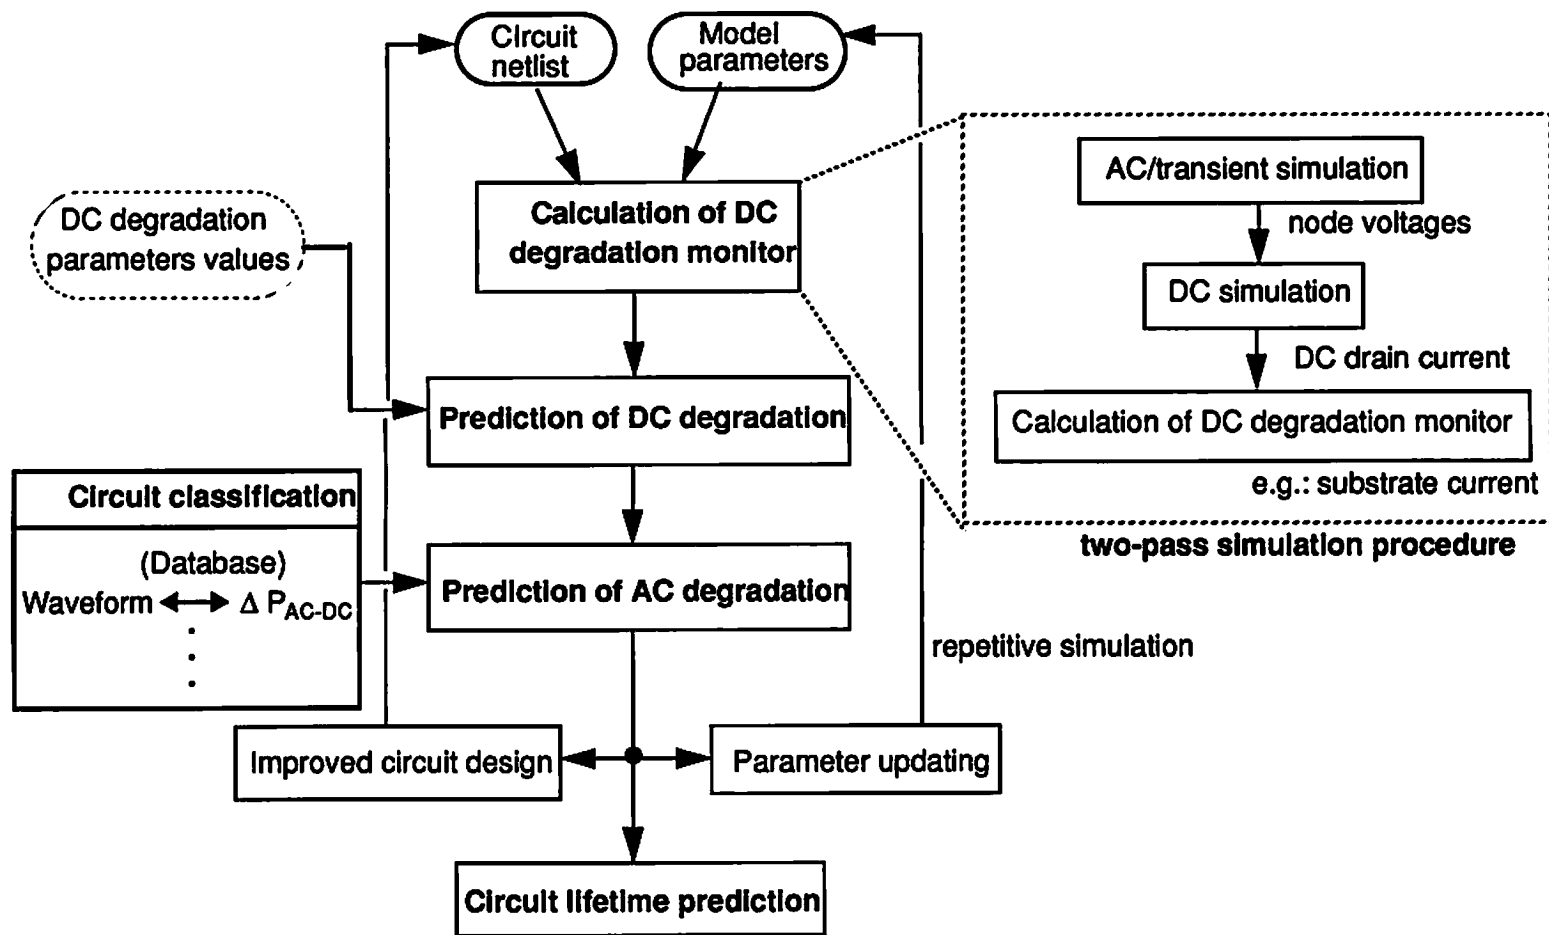 CIrcuit
netlist
Model
parameters
AC/transient simulation
node voltages
DC simulation
DC drain current
Calculation of DC degradation monitor
e.g.: substrate current
two-pass simulation procedure
DC degradation
parameters values
Calculation of DC
degradation monitor
Prediction of DC degradation
Circuit classification
(Database)
Waveform ↔ Δ P_AC-DC
Prediction of AC degradation
repetitive simulation
Improved circuit design
Parameter updating
Circuit lifetime prediction